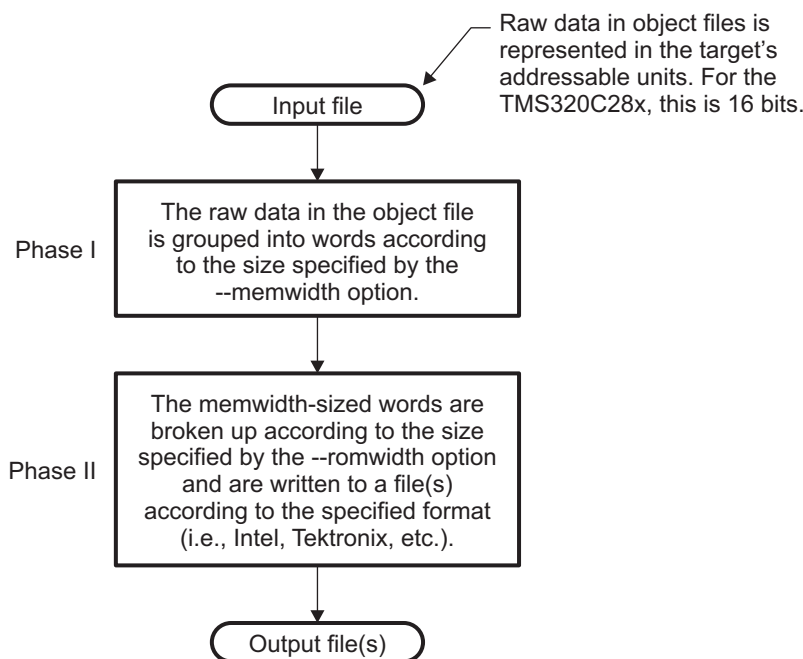 Raw data in object files is
represented in the target's
addressable units. For the
TMS320C28x, this is 16 bits.
Input file
Phase I
The raw data in the object file
is grouped into words according
to the size specified by the
--memwidth option.
Phase II
The memwidth-sized words are
broken up according to the size
specified by the --romwidth option
and are written to a file(s)
according to the specified format
(i.e., Intel, Tektronix, etc.).
Output file(s)